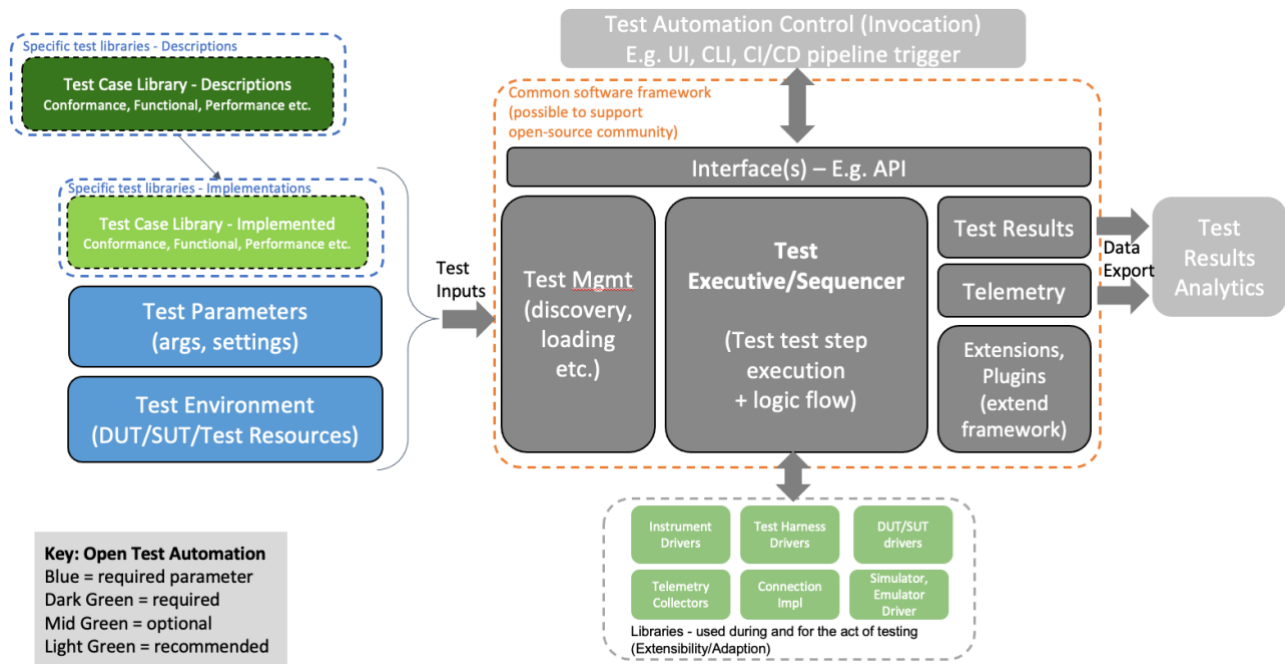 Test Automation Control (Invocation)
E.g. UI, CLI, CI/CD pipeline trigger
Specific test libraries - Descriptions
Test Case Library - Descriptions
Conformance, Functional, Performance etc.
Specific test libraries - Implementations
Test Case Library - Implemented
Conformance, Functional, Performance etc.
Test Parameters
(args, settings)
Test Environment
(DUT/SUT/Test Resources)
Test
Inputs
Common software framework
(possible to support
open-source community)
Interface(s) – E.g. API
Test Mgmt
(discovery,
loading
etc.)
Test
Executive/Sequencer
(Test test step
execution
+ logic flow)
Test Results
Telemetry
Extensions,
Plugins
(extend
framework)
Data
Export
Test
Results
Analytics
Instrument
Drivers
Test Harness
Drivers
DUT/SUT
drivers
Telemetry
Collectors
Connection
Impl
Simulator,
Emulator
Driver
Libraries - used during and for the act of testing
(Extensibility/Adaption)
Key: Open Test Automation
Blue = required parameter
Dark Green = required
Mid Green = optional
Light Green = recommended